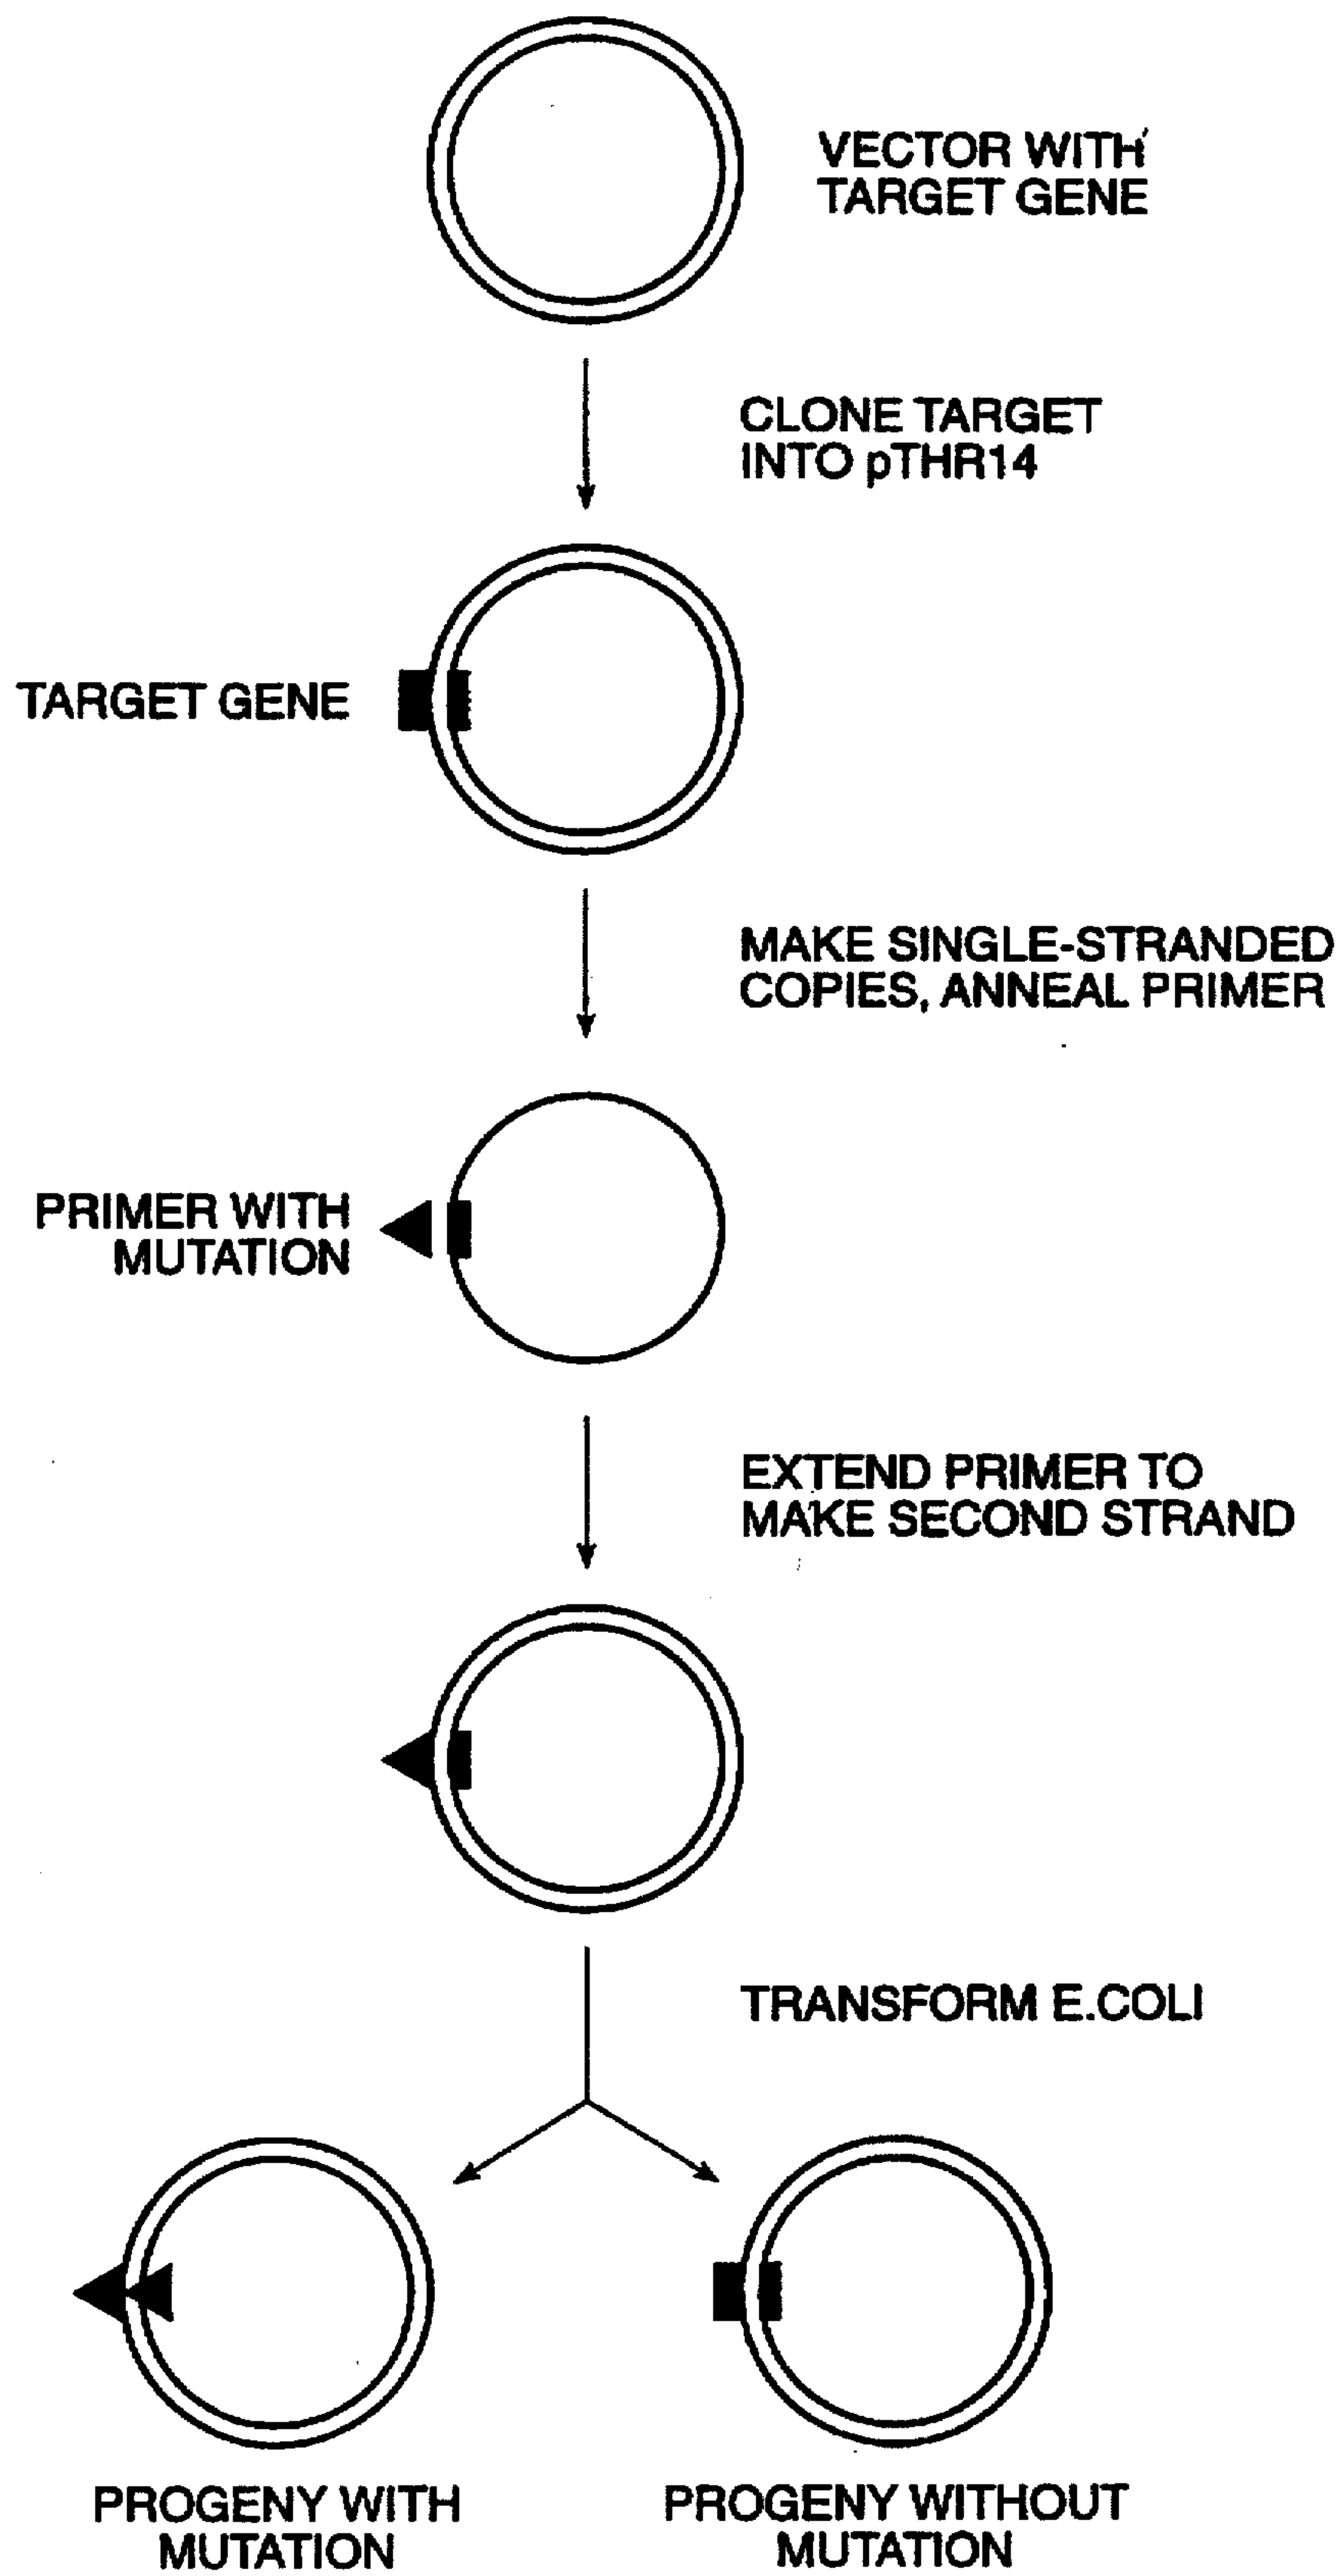 VECTOR WITH
TARGET GENE
CLONE TARGET
INTO pTHR14
TARGET GENE
MAKE SINGLE-STRANDED
COPIES, ANNEAL PRIMER
PRIMER WITH
MUTATION
EXTEND PRIMER TO
MAKE SECOND STRAND
TRANSFORM E.COLI
PROGENY WITH
MUTATION
PROGENY WITHOUT
MUTATION